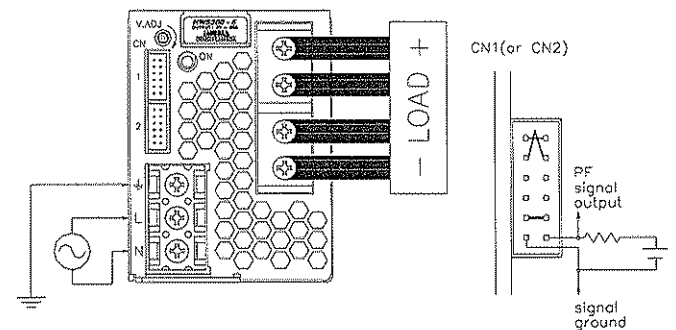 V.ADJ
CN
ON
1
2
L
N
+
LOAD
−
CN1(or CN2)
PF
signal
output
signal
ground